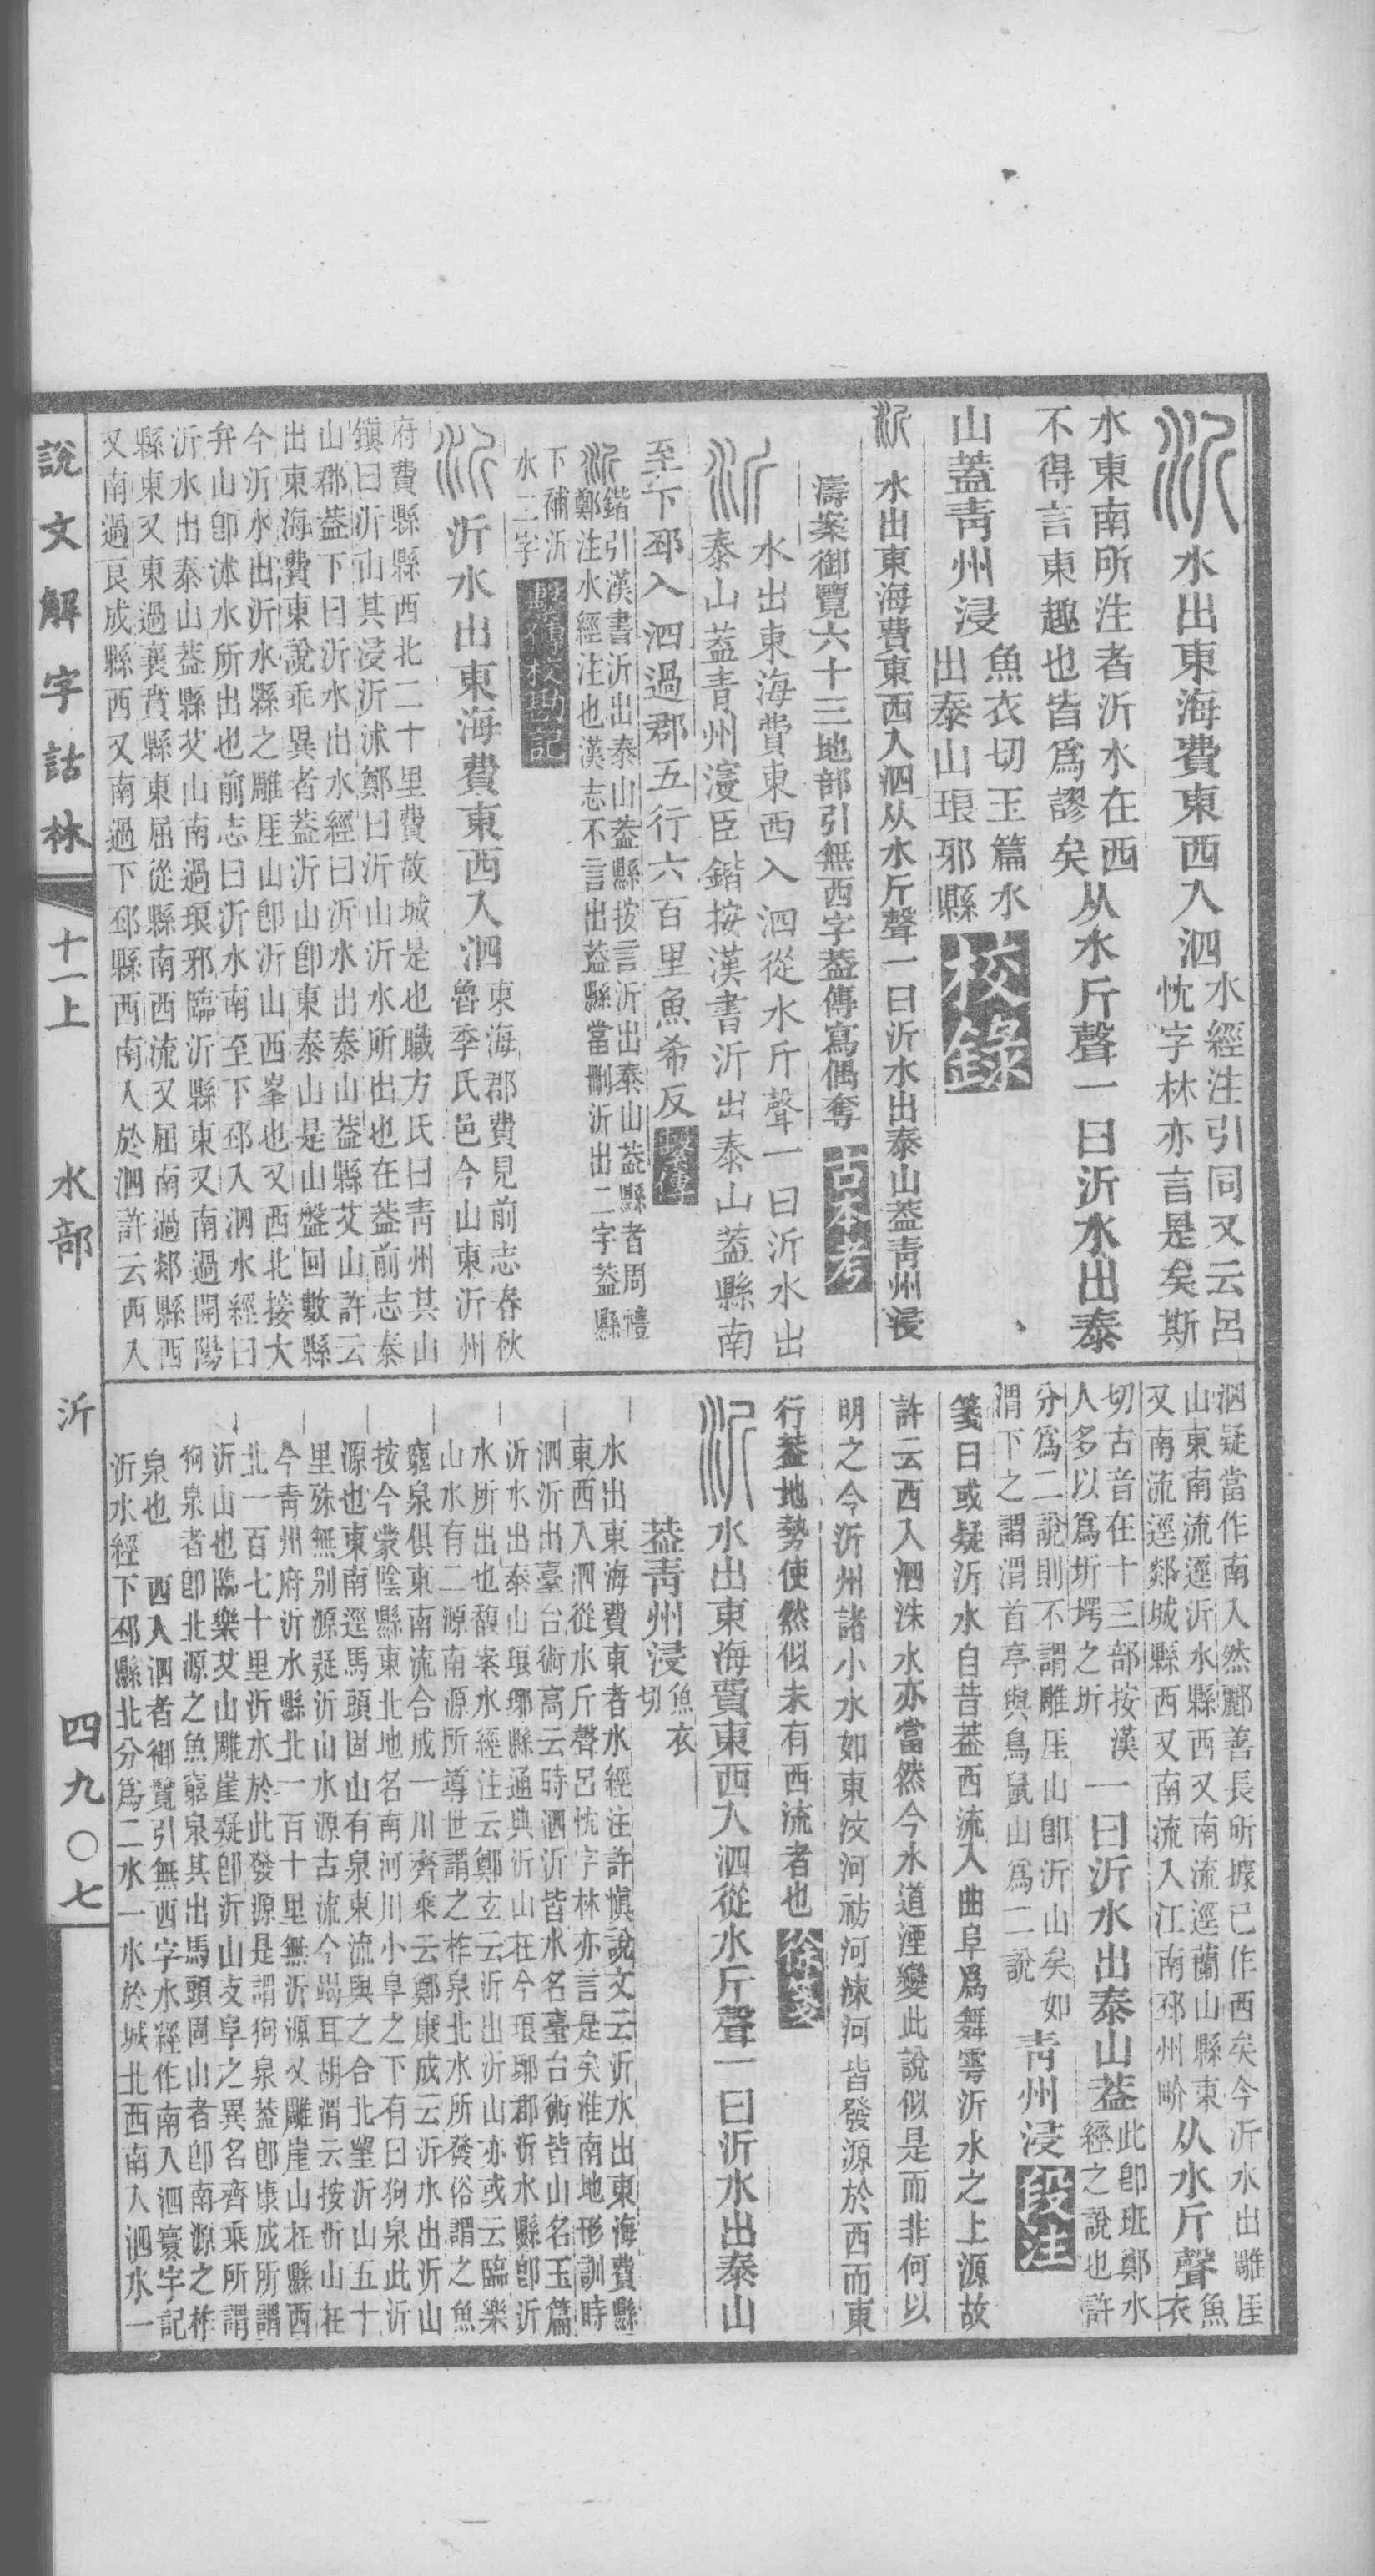 沂水出東海費東西入泗水經注引同又云呂
忱字林亦言是矣斯
水東南所注者沂水在西
不得言東趣也皆爲謬矣从水斤聲一曰沂水出泰
山蓋青州浸魚衣切玉篇水
出泰山琅邪縣校錄
沂水出東海費東西入泗从水斤聲一曰沂水出泰山葢青州浸
濤案御覽六十三地部引無西字葢傳寫偶奪古本考
沂水出東海費東西入泗從水斤聲一曰沂水出
泰山葢青州濅臣鍇按漢書沂出泰山葢縣南
至下邳入泗過郡五行六百里魚希反繫傳
沂鍇引漢書沂出泰山葢縣按言沂出泰山葢縣者周禮
鄭注水經注也漢志不言出葢縣當刪沂出二字葢縣
下補沂
水二字繫傳校勘記
沂沂水出東海費東西入泗東海郡費見前志春秋
魯季氏邑今山東沂州
府費縣縣西北二十里費故城是也職方氏曰青州其山
鎮曰沂山其浸沂沭鄭曰沂山沂水所出也在葢前志泰
山郡葢下曰沂水出水經曰沂水出泰山葢縣艾山許云
出東海費東說乖異者葢沂山卽東泰山是山盤回數縣
今沂水出沂水縣之雕厓山卽沂山西峯也又西北接大
弁山卽沭水所出也前志曰沂水南至下邳入泗水經曰
沂水出泰山葢縣艾山南過琅邪臨沂縣東又南過開陽
縣東又東過襄賁縣東屈從縣南西流又屈南過郯縣西
又南過良成縣西又南過下邳縣西南入於泗許云西入
泗疑當作南入然酈善長所據已作西矣今沂水出雕厓
山東南流逕沂水縣西又南流逕蘭山縣東
又南流逕郯城縣西又南流入江南邳州畍从水斤聲魚
衣
切古音在十三部按漢
人多以爲圻堮之圻一曰沂水出泰山葢此卽班鄭水
經之說也許
分爲二說則不謂雕厓山卽沂山矣如
渭下之謂渭首亭與鳥鼠山爲二說青州浸段注
箋曰或疑沂水自昔葢西流入曲阜爲舞雩沂水之上源故
許云西入泗洙水亦當然今水道湮變此說似是而非何以
明之今沂州諸小水如東汶河祊河涑河皆發源於西而東
行葢地勢使然似未有西流者也徐箋
沂水出東海費東西入泗從水斤聲一曰沂水出泰山
葢青州浸魚衣
切
水出東海費東者水經注許愼說文云沂水出東海費縣
東西入泗從水斤聲呂忱字林亦言是矣淮南地形訓時
泗沂出臺台術高云時泗沂皆水名臺台術皆山名玉篇
沂水出泰山琅瑘縣通典沂山在今琅瑘郡沂水縣卽沂
水所出也馥案水經注云鄭玄云沂出沂山亦或云臨樂
山水有二源南源所導世謂之柞泉北水所發俗謂之魚
窮泉俱東南流合成一川齊乘云鄭康成云沂水出沂山
按今蒙陰縣東北地名南河川小阜之下有曰狗泉此沂
源也東南逕馬頭固山有泉東流與之合北望沂山五十
里殊無別源疑沂山水源古流今竭耳胡渭云按沂山在
今青州府沂水縣北一百十里無沂源又雕崖山在縣西
北一百七十里沂水於此發源是謂狗泉葢卽康成所謂
沂山也臨樂艾山雕崖疑卽沂山支阜之異名齊乘所謂
狗泉者卽北源之魚窮泉其出馬頭固山者卽南源之柞
泉也　西入泗者御覽引無西字水經作南入泗寰宇記
沂水經下邳縣北分爲二水一水於城北西南入泗水一
說文解字詁林　十一上　水部　沂　四九〇七